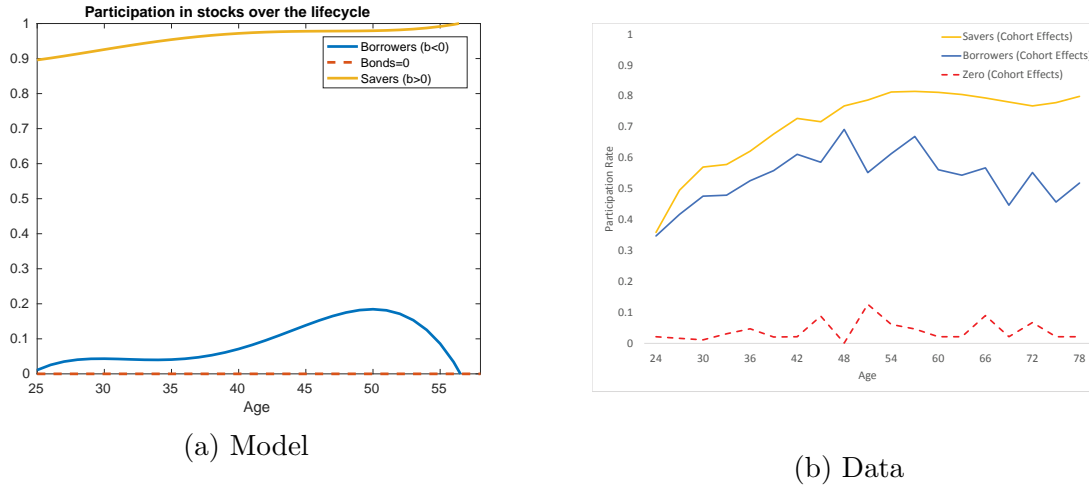 Participation in stocks over the lifecycle
1
0.9
0.8
0.7
0.6
0.5
0.4
0.3
0.2
0.1
0
25 30 35 40 45 50 55
Age
Borrowers (b<0)
Bonds=0
Savers (b>0)
(a) Model
Savers (Cohort Effects)
Borrowers (Cohort Effects)
Zero (Cohort Effects)
1
0.9
0.8
0.7
0.6
0.5
0.4
0.3
0.2
0.1
0
Participation Rate
24 30 36 42 48 54 60 66 72 78
Age
(b) Data